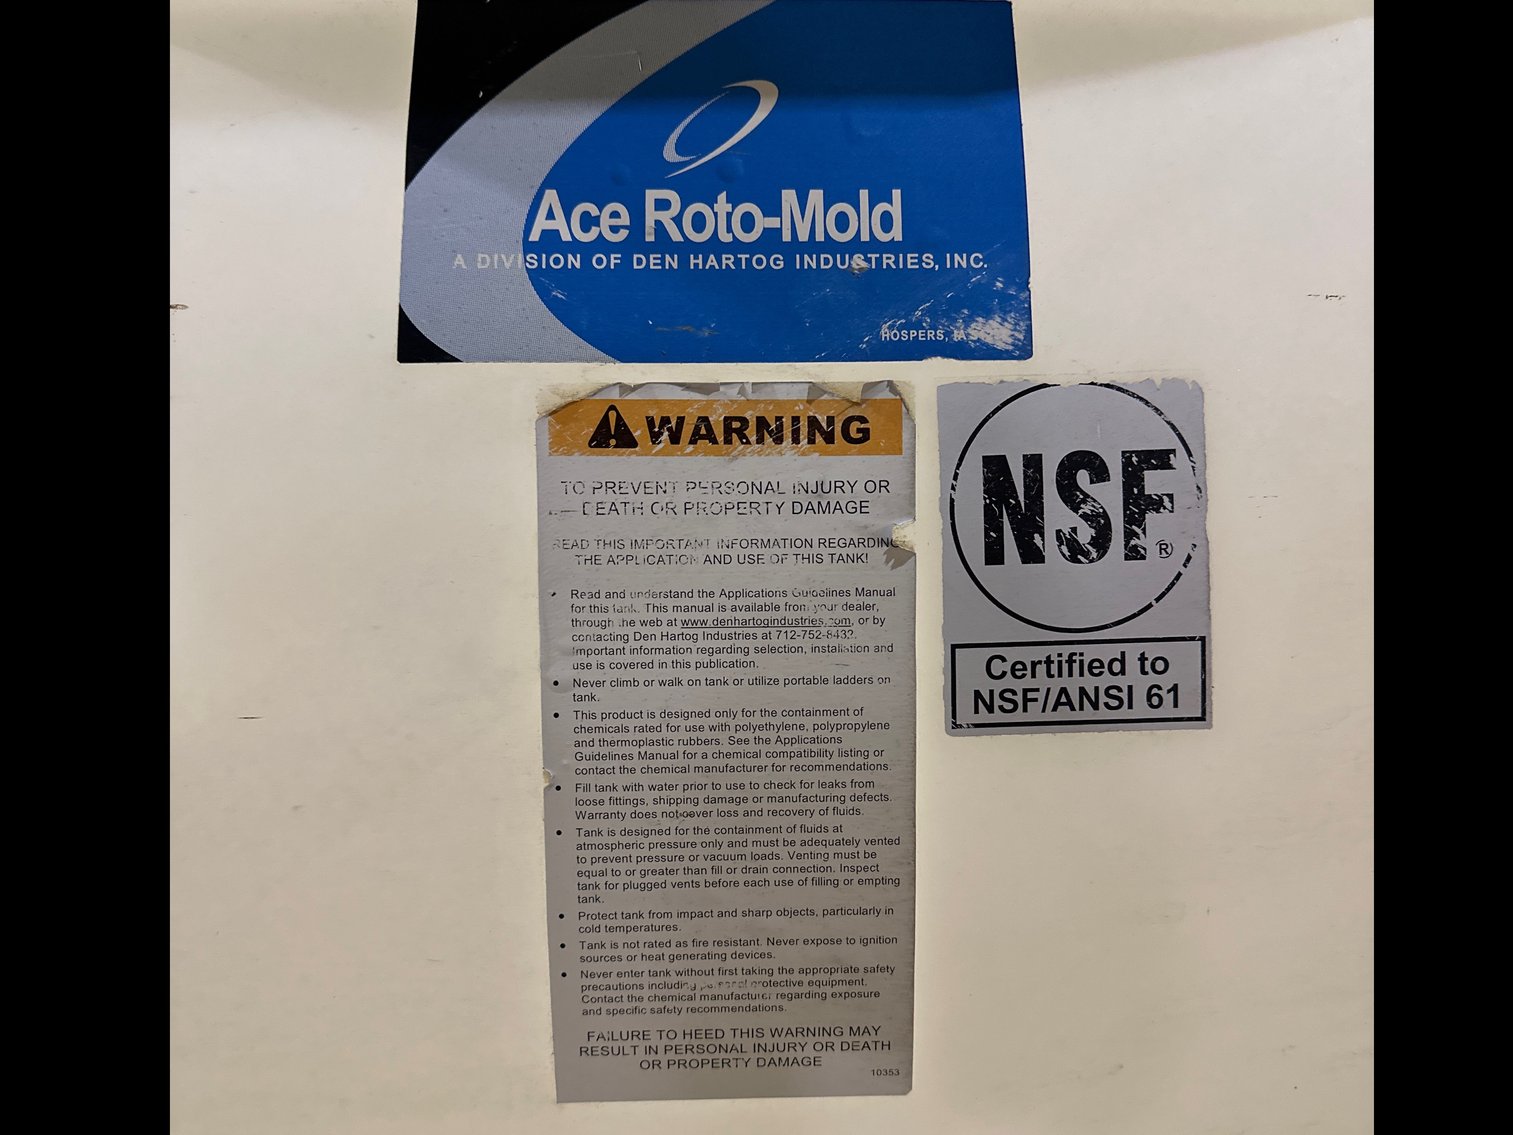 Ace Roto-Mold
A DIVISION OF DEN HARTOG INDUSTRIES, INC.
HOSPERS, IA
WARNING
TO PREVENT PERSONAL INJURY OR
DEATH OR PROPERTY DAMAGE
READ THIS IMPORTANT INFORMATION REGARDING
THE APPLICATION AND USE OF THIS TANK!
• Read and understand the Applications Guidelines Manual
for this tank. This manual is available from your dealer,
through the web at www.denhartogindustries.com, or by
contacting Den Hartog Industries at 712-752-8432.
Important information regarding selection, installation and
use is covered in this publication.
• Never climb or walk on tank or utilize portable ladders on
tank.
• This product is designed only for the containment of
chemicals rated for use with polyethylene, polypropylene
and thermoplastic rubbers. See the Applications
Guidelines Manual for a chemical compatibility listing or
contact the chemical manufacturer for recommendations.
• Fill tank with water prior to use to check for leaks from
loose fittings, shipping damage or manufacturing defects.
Warranty does not cover loss and recovery of fluids.
• Tank is designed for the containment of fluids at
atmospheric pressure only and must be adequately vented
to prevent pressure or vacuum loads. Venting must be
equal to or greater than fill or drain connection. Inspect
tank for plugged vents before each use of filling or empting
tank.
• Protect tank from impact and sharp objects, particularly in
cold temperatures.
• Tank is not rated as fire resistant. Never expose to ignition
sources or heat generating devices.
• Never enter tank without first taking the appropriate safety
precautions including personal protective equipment.
Contact the chemical manufacturer regarding exposure
and specific safety recommendations.
FAILURE TO HEED THIS WARNING MAY
RESULT IN PERSONAL INJURY OR DEATH
OR PROPERTY DAMAGE
10353
NSF®
Certified to
NSF/ANSI 61